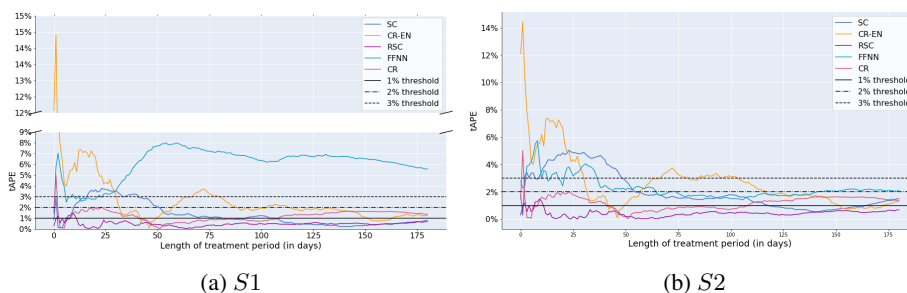 15%
14%
13%
12%
9%
8%
7%
6%
5%
4%
3%
2%
1%
0%
tAPE
0
25
50
75
100
125
150
175
Length of treatment period (in days)
SC
CR-EN
RSC
FFNN
CR
1% threshold
2% threshold
3% threshold
(a) S1
14%
12%
10%
8%
6%
4%
2%
0%
tAPE
0
25
50
75
100
125
150
175
Length of treatment period (in days)
SC
CR-EN
RSC
FFNN
CR
1% threshold
2% threshold
3% threshold
(b) S2